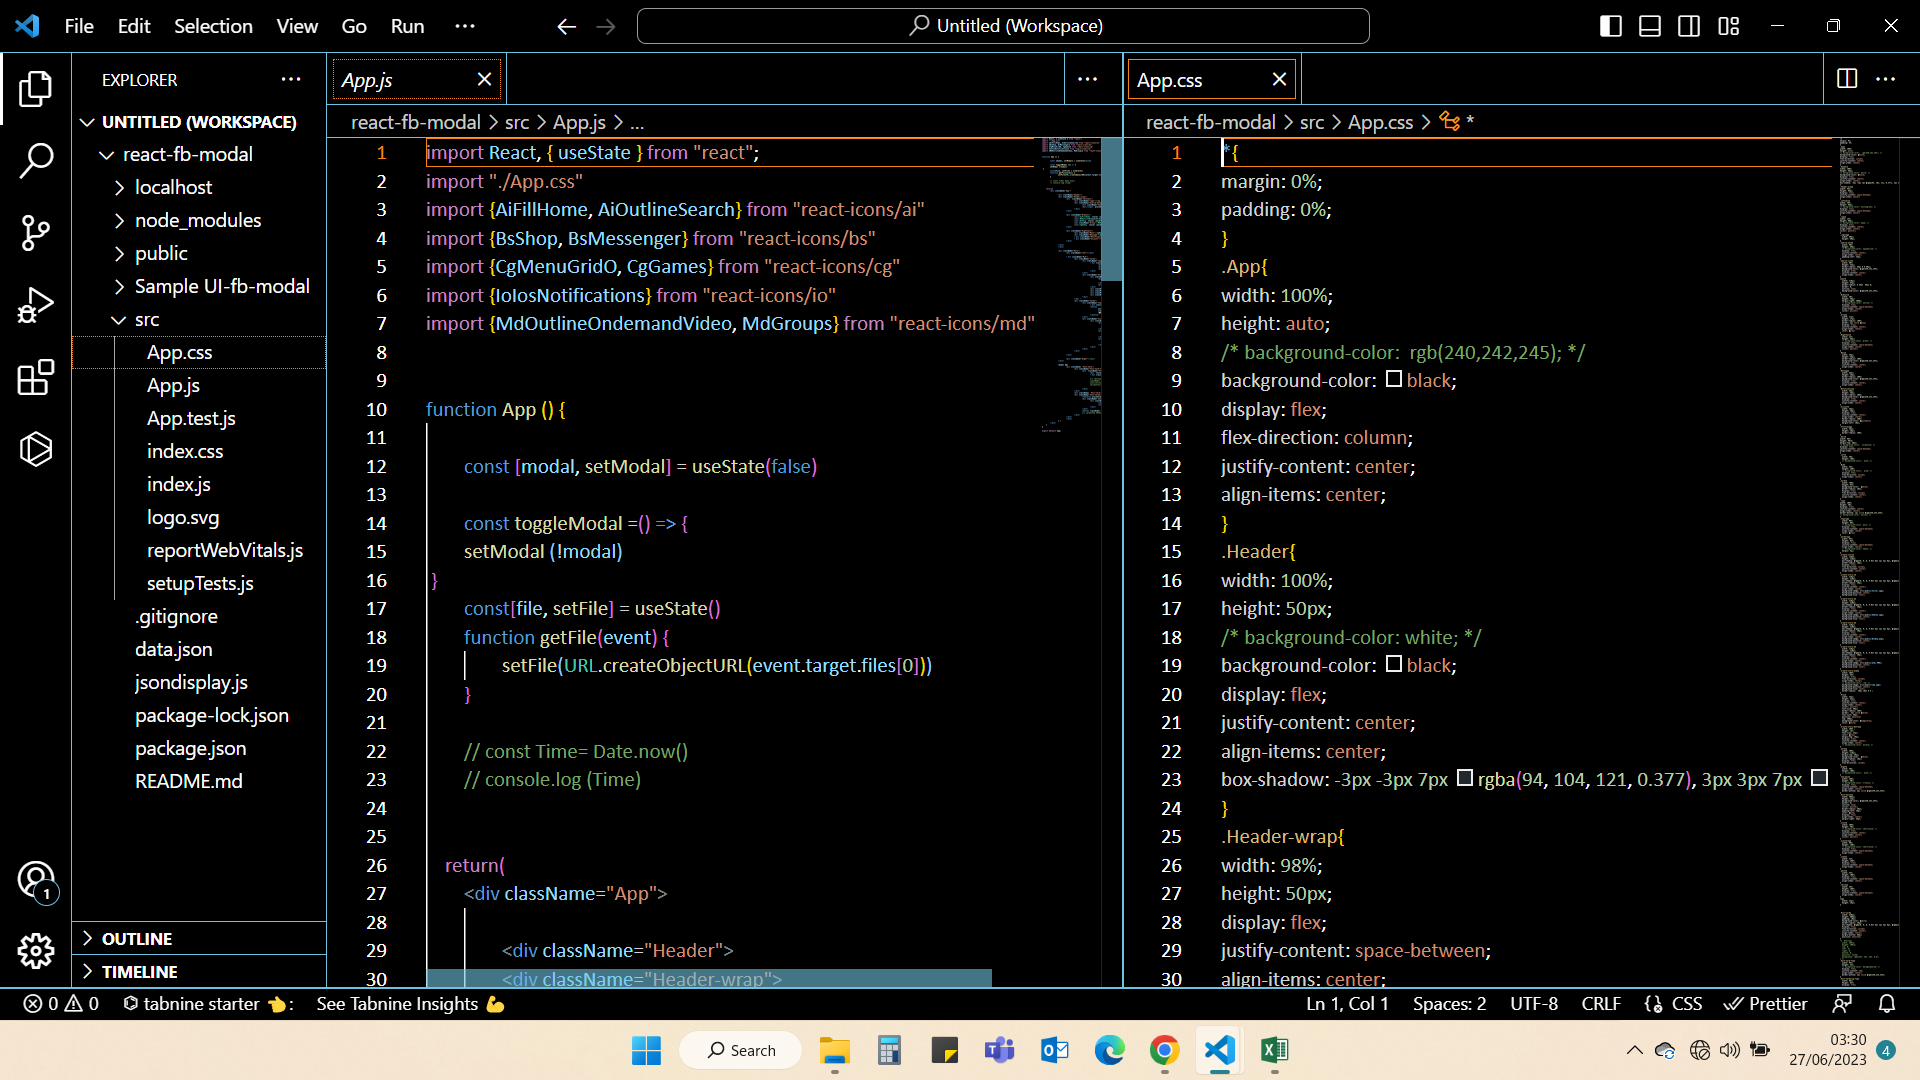 File Edit Selection View Go Run ···
Untitled (Workspace)
EXPLORER
UNTITLED (WORKSPACE)
react-fb-modal
localhost
node_modules
public
Sample UI-fb-modal
src
App.css
App.js
App.test.js
index.css
index.js
logo.svg
reportWebVitals.js
setupTests.js
.gitignore
data.json
jsondisplay.js
package-lock.json
package.json
README.md
OUTLINE
TIMELINE
1
App.js
react-fb-modal > src > App.js > ...
1 import React, { useState } from "react";
2 import "./App.css"
3 import {AiFillHome, AiOutlineSearch} from "react-icons/ai"
4 import {BsShop, BsMessenger} from "react-icons/bs"
5 import {CgMenuGridO, CgGames} from "react-icons/cg"
6 import {IoIosNotifications} from "react-icons/io"
7 import {MdOutlineOndemandVideo, MdGroups} from "react-icons/md"
8
9
10 function App () {
11
12 const [modal, setModal] = useState(false)
13
14 const toggleModal =() => {
15 setModal (!modal)
16 }
17 const[file, setFile] = useState()
18 function getFile(event) {
19 setFile(URL.createObjectURL(event.target.files[0]))
20 }
21
22 // const Time= Date.now()
23 // console.log (Time)
24
25
26 return(
27 <div className="App">
28
29 <div className="Header">
30 <div className="Header-wrap">
App.css
react-fb-modal > src > App.css > *
1 *{
2 margin: 0%;
3 padding: 0%;
4 }
5 .App{
6 width: 100%;
7 height: auto;
8 /* background-color:  rgb(240,242,245); */
9 background-color: black;
10 display: flex;
11 flex-direction: column;
12 justify-content: center;
13 align-items: center;
14 }
15 .Header{
16 width: 100%;
17 height: 50px;
18 /* background-color: white; */
19 background-color: black;
20 display: flex;
21 justify-content: center;
22 align-items: center;
23 box-shadow: -3px -3px 7px rgba(94, 104, 121, 0.377), 3px 3px 7px
24 }
25 .Header-wrap{
26 width: 98%;
27 height: 50px;
28 display: flex;
29 justify-content: space-between;
30 align-items: center;
0 0 tabnine starter 👈: See Tabnine Insights 💪 Ln 1, Col 1 Spaces: 2 UTF-8 CRLF CSS Prettier
Search
03:30
27/06/2023
4